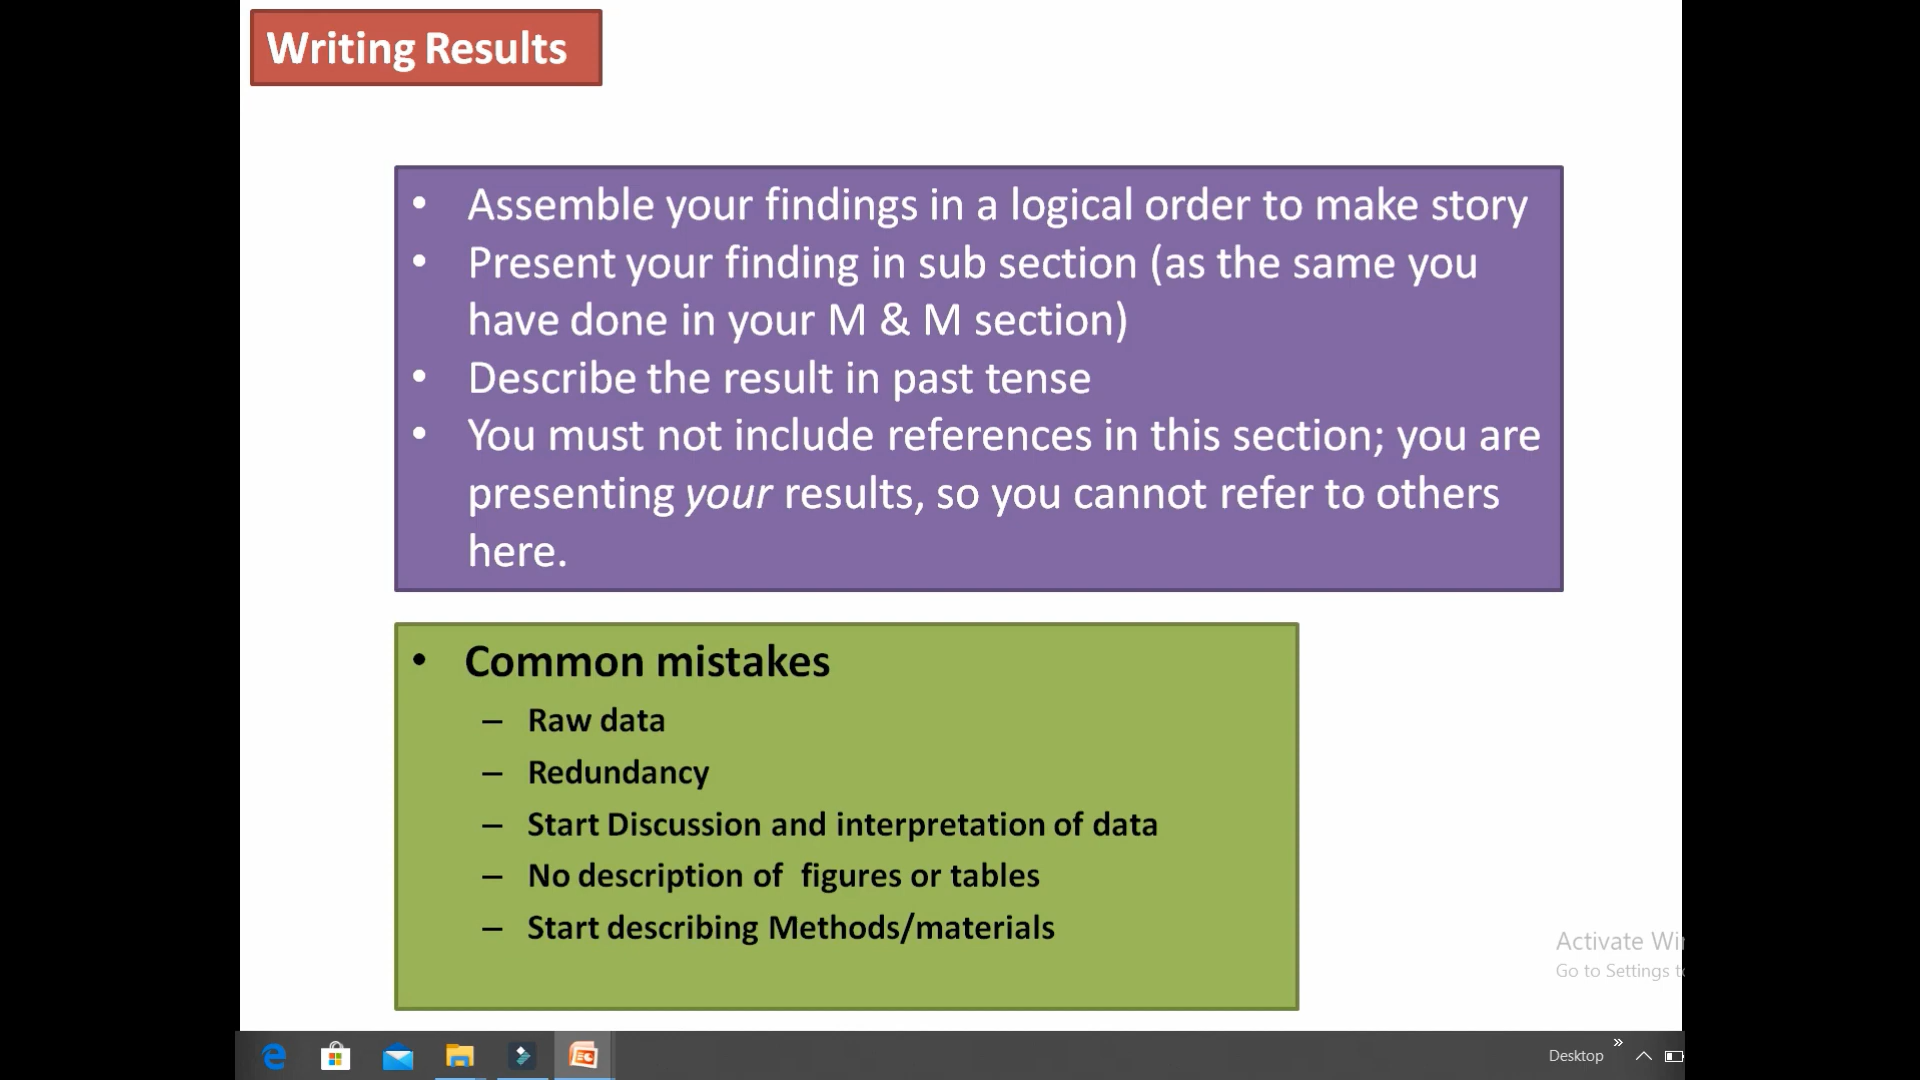 Writing Results
• Assemble your findings in a logical order to make story
• Present your finding in sub section (as the same you
have done in your M & M section)
• Describe the result in past tense
• You must not include references in this section; you are
presenting your results, so you cannot refer to others
here.
• Common mistakes
– Raw data
– Redundancy
– Start Discussion and interpretation of data
– No description of  figures or tables
– Start describing Methods/materials
Activate
Go to Settings
Desktop